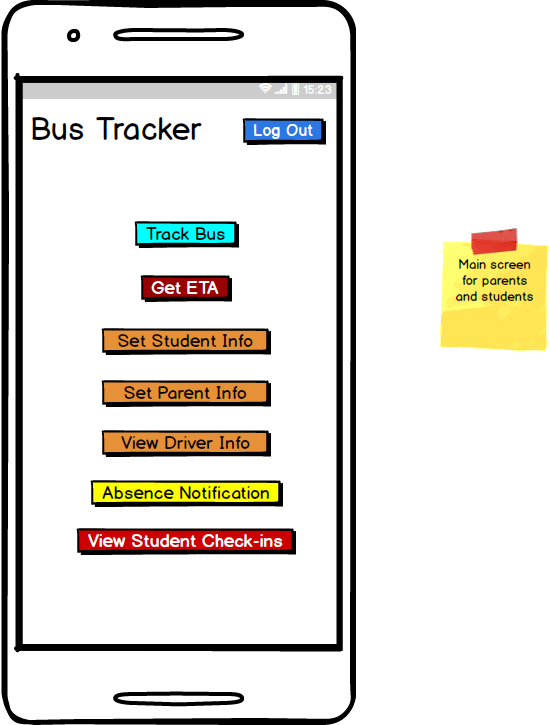 15:23
Bus Tracker
Log Out
Track Bus
Get ETA
Set Student Info
Set Parent Info
View Driver Info
Absence Notification
View Student Check-ins
Main screen
for parents
and students